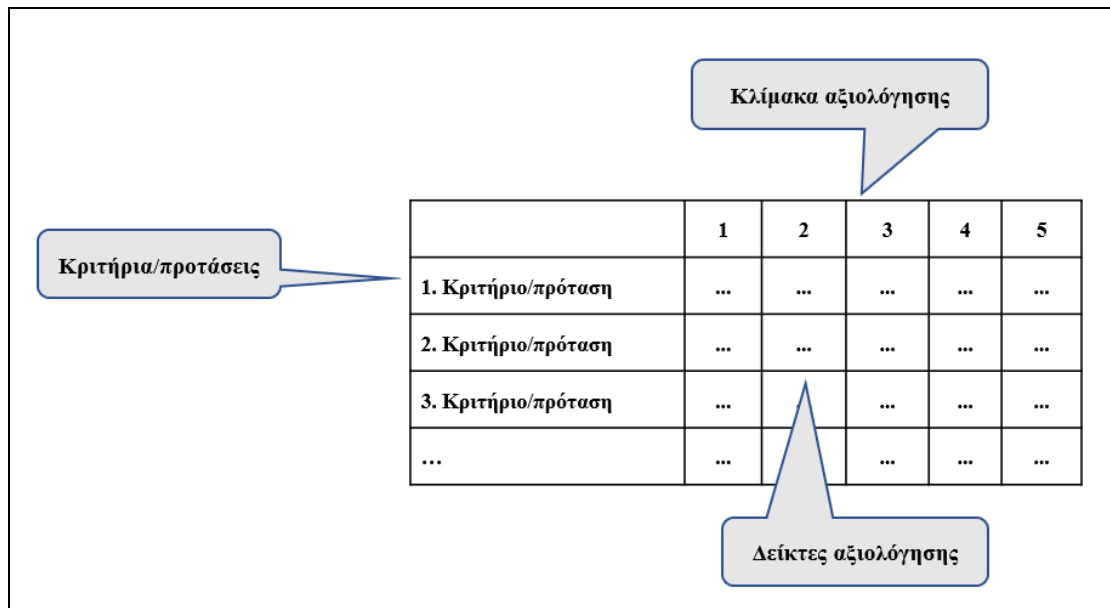 Κλίμακα αξιολόγησης
1 2 3 4 5
Κριτήρια/προτάσεις
1. Κριτήριο/πρόταση ... ... ... ... ...
2. Κριτήριο/πρόταση ... ... ... ... ...
3. Κριτήριο/πρόταση ... ... ... ...
… ... ... ... ...
Δείκτες αξιολόγησης